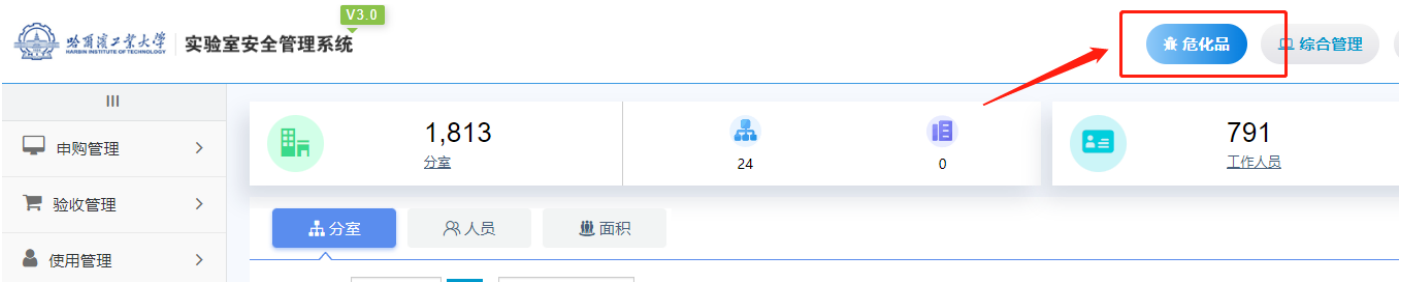 V3.0
哈爾濱工業大學 实验室安全管理系统
HARBIN INSTITUTE OF TECHNOLOGY
危化品
综合管理
申购管理
验收管理
使用管理
1,813
分室
24
0
791
工作人员
分室
人员
面积